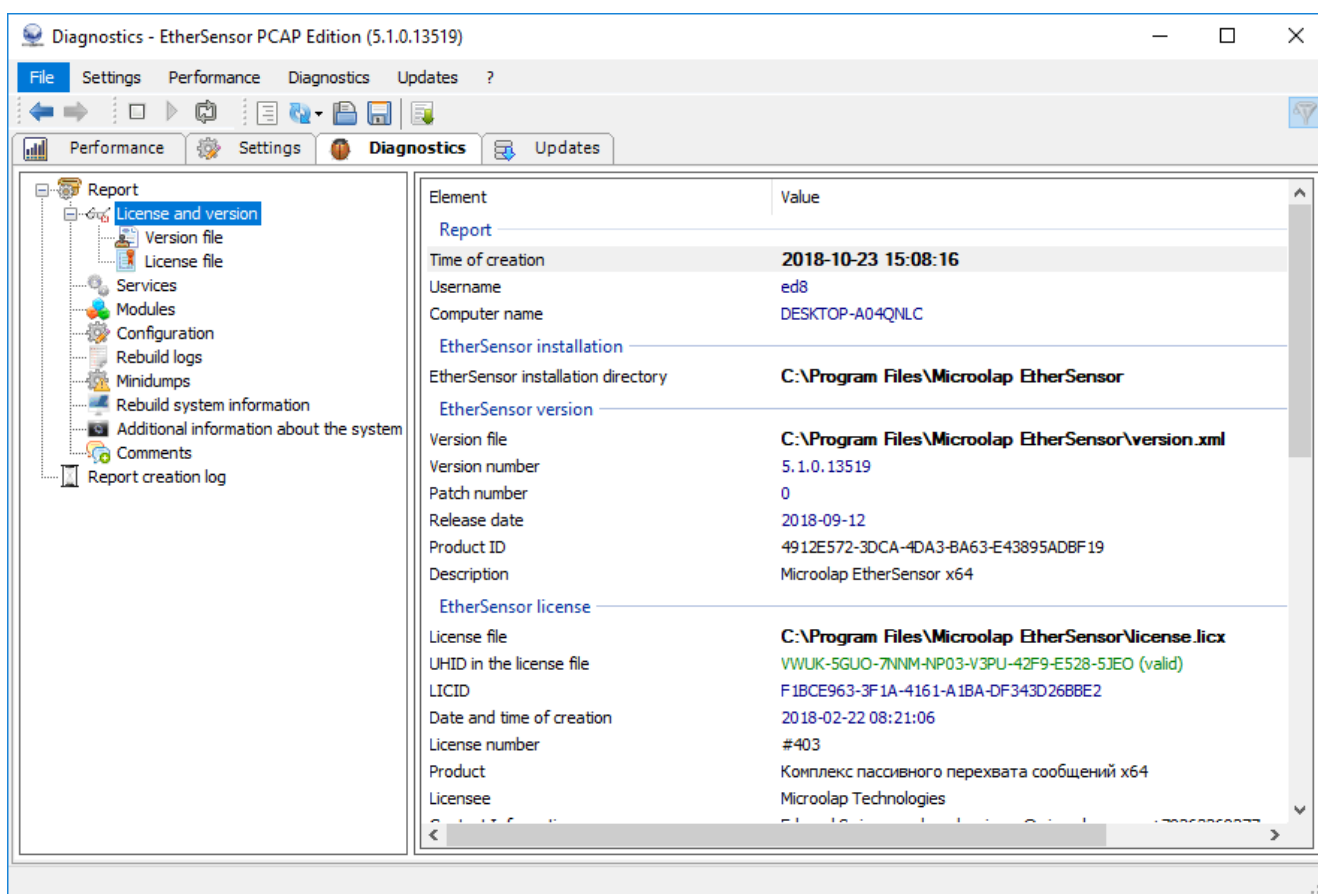 Diagnostics - EtherSensor PCAP Edition (5.1.0.13519)
File Settings Performance Diagnostics Updates ?
Performance Settings Diagnostics Updates
Report
License and version
Version file
License file
Services
Modules
Configuration
Rebuild logs
Minidumps
Rebuild system information
Additional information about the system
Comments
Report creation log
Element Value
Report
Time of creation 2018-10-23 15:08:16
Username ed8
Computer name DESKTOP-A04QNLC
EtherSensor installation
EtherSensor installation directory C:\Program Files\Microolap EtherSensor
EtherSensor version
Version file C:\Program Files\Microolap EtherSensor\version.xml
Version number 5.1.0.13519
Patch number 0
Release date 2018-09-12
Product ID 4912E572-3DCA-4DA3-BA63-E43895ADBF19
Description Microolap EtherSensor x64
EtherSensor license
License file C:\Program Files\Microolap EtherSensor\license.licx
UHID in the license file VWUK-5GUO-7NNM-NP03-V3PU-42F9-E528-5JEO (valid)
LICID F1BCE963-3F1A-4161-A1BA-DF343D26BBE2
Date and time of creation 2018-02-22 08:21:06
License number #403
Product Комплекс пассивного перехвата сообщений x64
Licensee Microolap Technologies